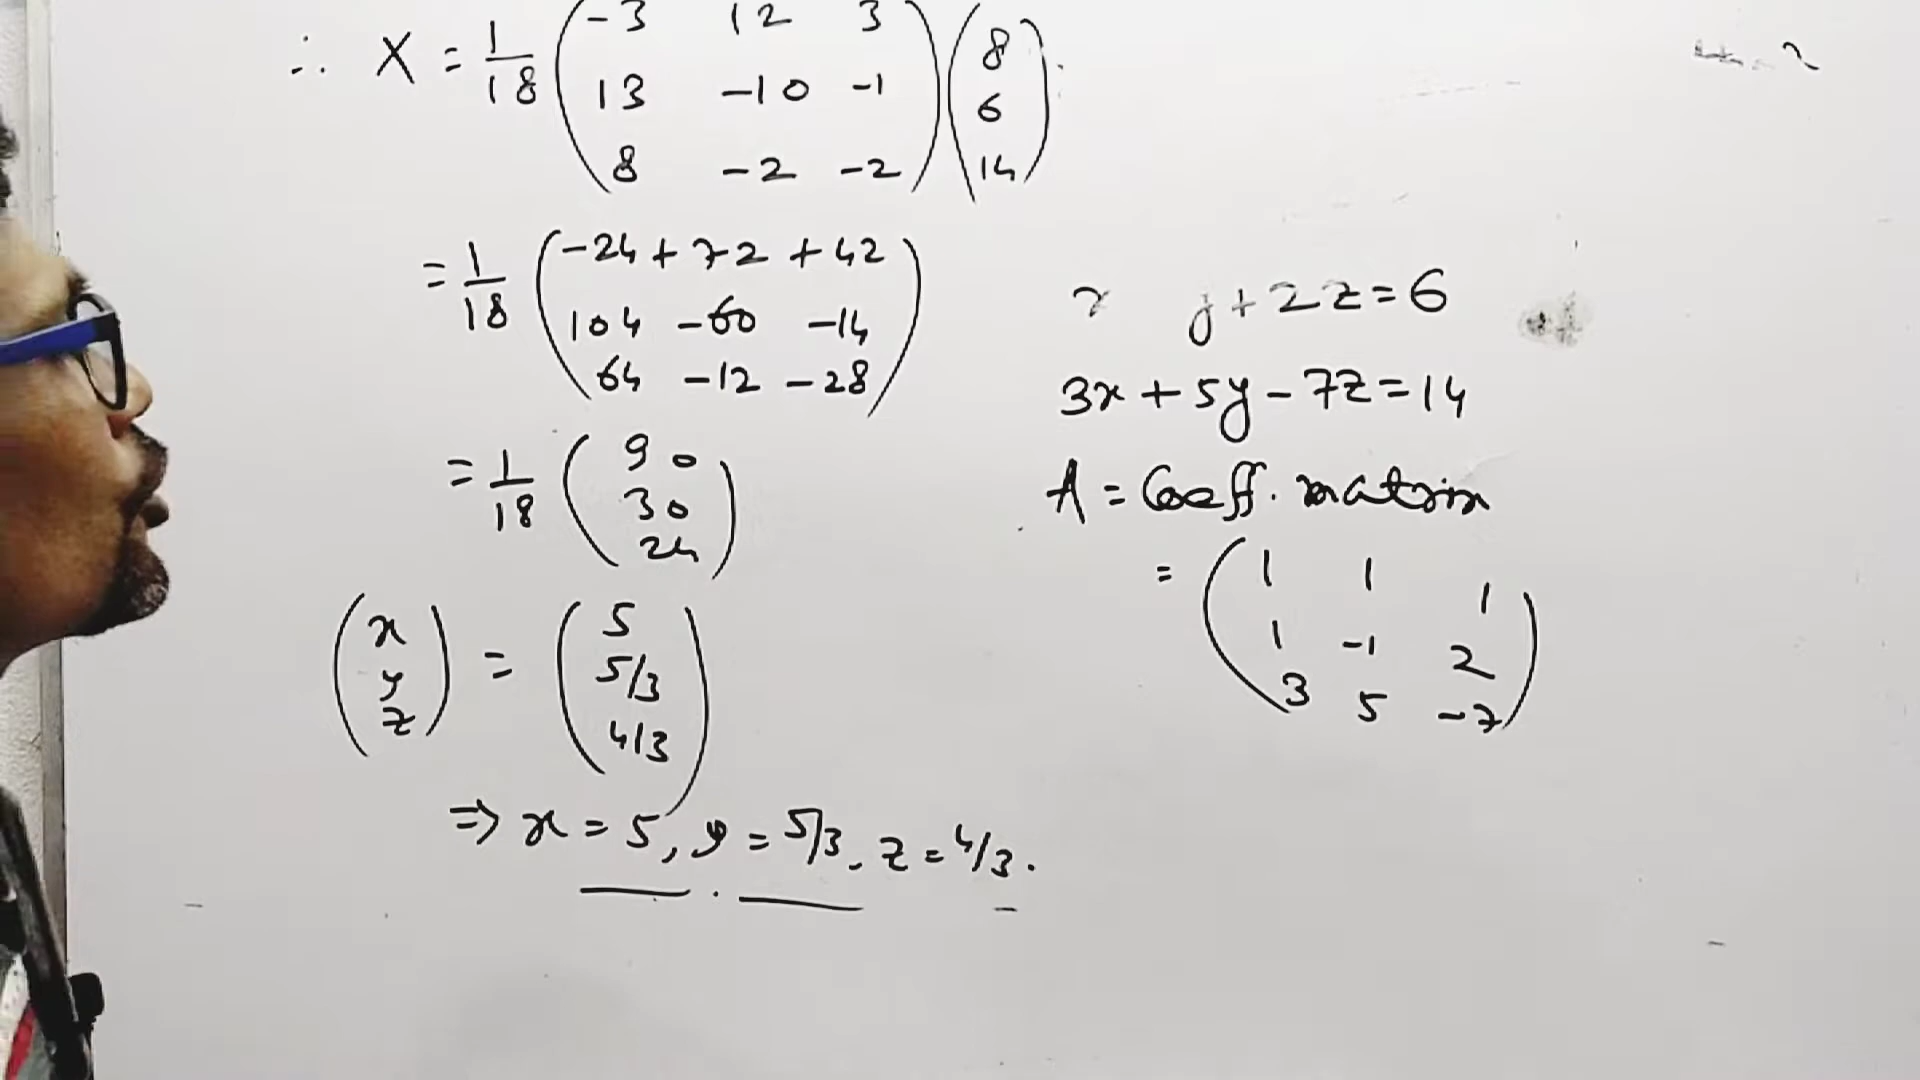 ∴ X = 1/18 ( -3 12 3 ) ( 8 )
13 -10 -1 6
8 -2 -2 14
= 1/18 ( -24 + 72 + 42 )
104 -60 -14
64 -12 -28
= 1/18 ( 90 )
30
24
( x ) = ( 5 )
y 5/3
z 4/3
⇒ x = 5, y = 5/3, z = 4/3.
y + 2z = 6
3x + 5y - 7z = 14
A = Coeff. matrix
= ( 1 1 1 )
1 -1 2
3 5 -7